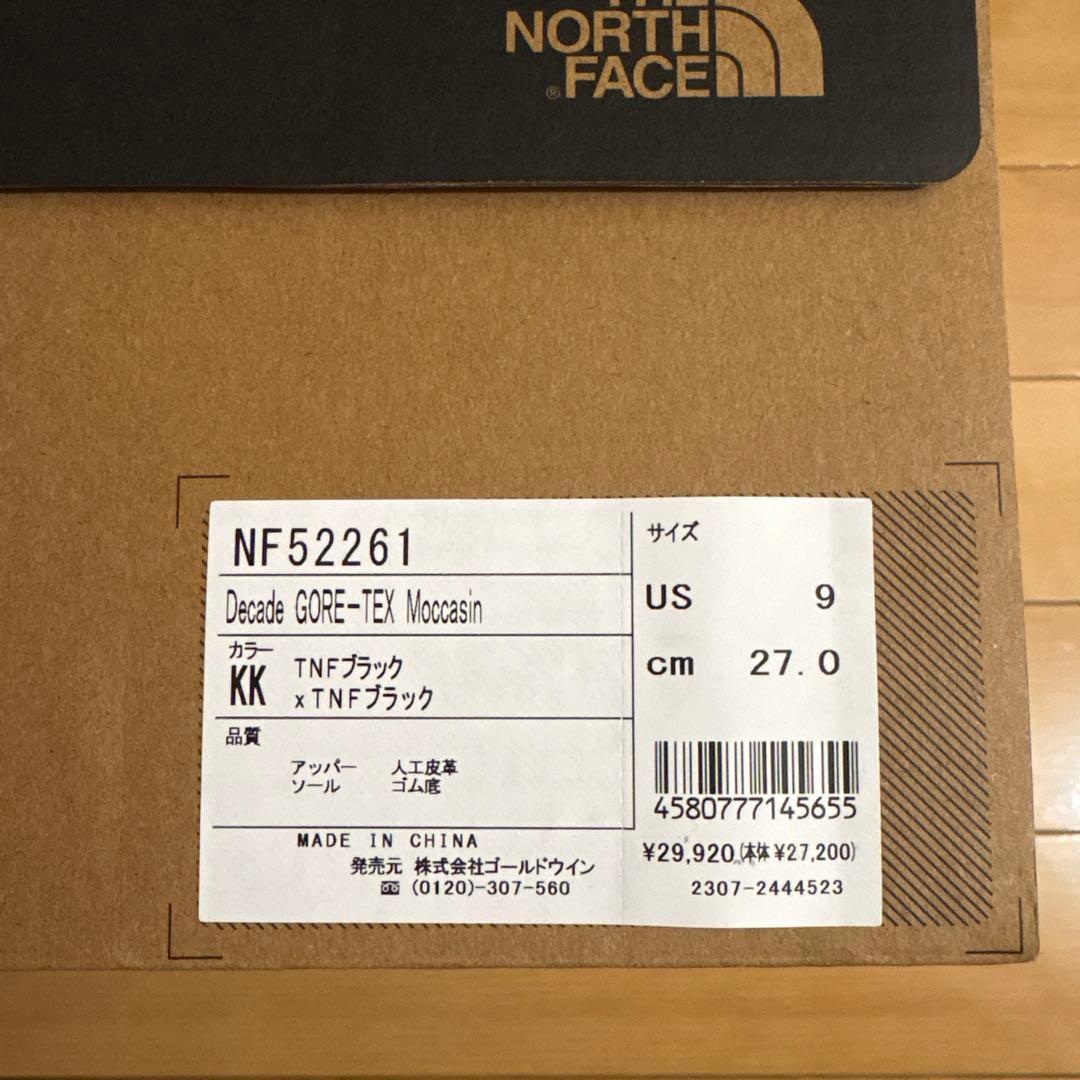 THE
NORTH
FACE
®
NF52261
Decade GORE-TEX Moccasin
カラー
KK TNFブラック
xTNFブラック
品質
アッパー 人工皮革
ソール ゴム底
MADE IN CHINA
発売元 株式会社ゴールドウイン
(0120)-307-560
サイズ
US 9
cm 27.0
4580777145655
¥29,920(本体¥27,200)
2307-2444523